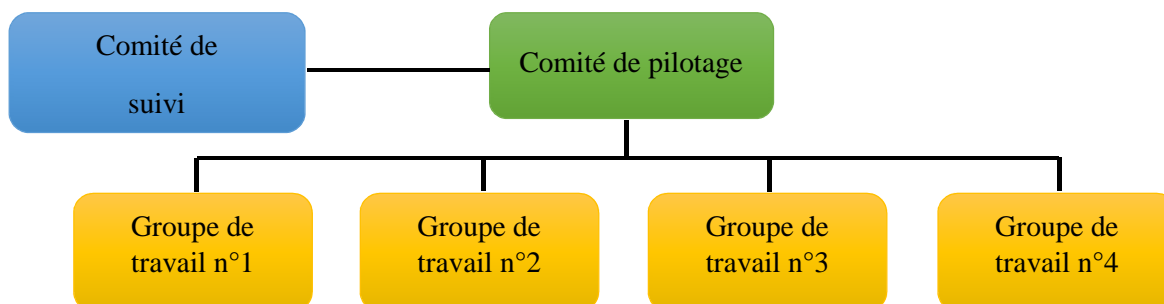 Comité de
suivi
Comité de pilotage
Groupe de
travail n°1
Groupe de
travail n°2
Groupe de
travail n°3
Groupe de
travail n°4